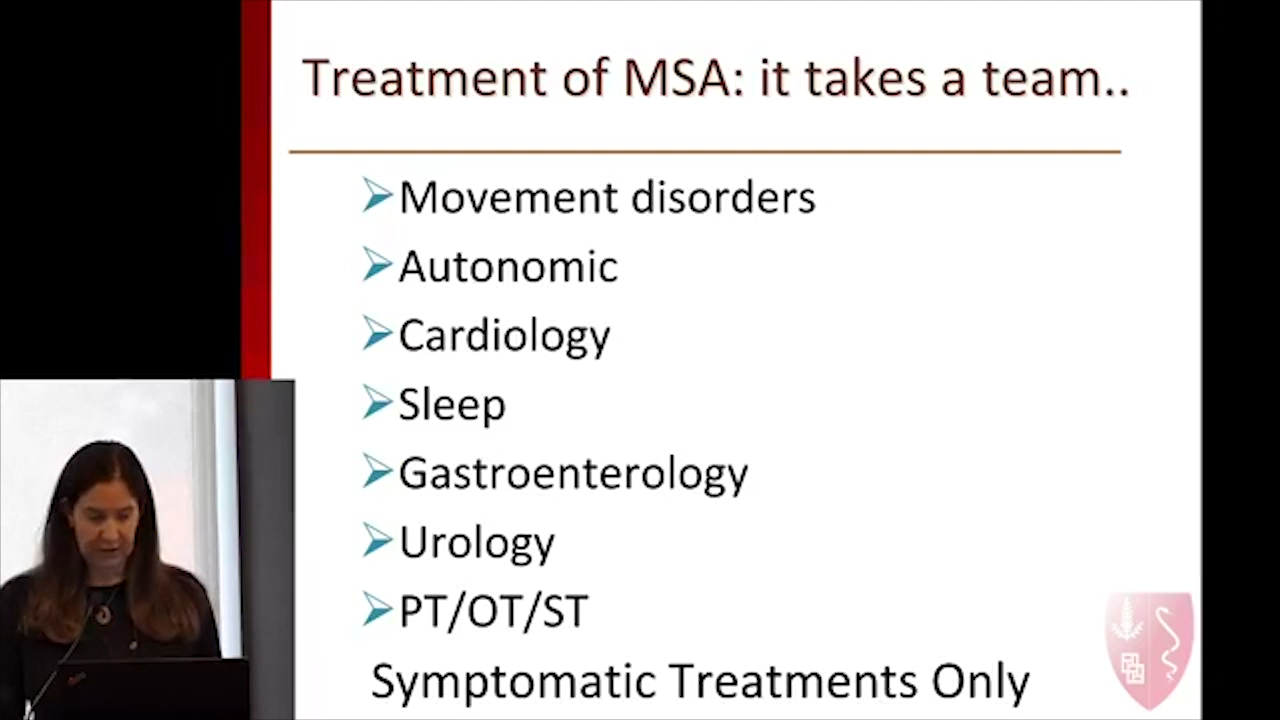 Treatment of MSA: it takes a team..
Movement disorders
Autonomic
Cardiology
Sleep
Gastroenterology
Urology
PT/OT/ST
Symptomatic Treatments Only